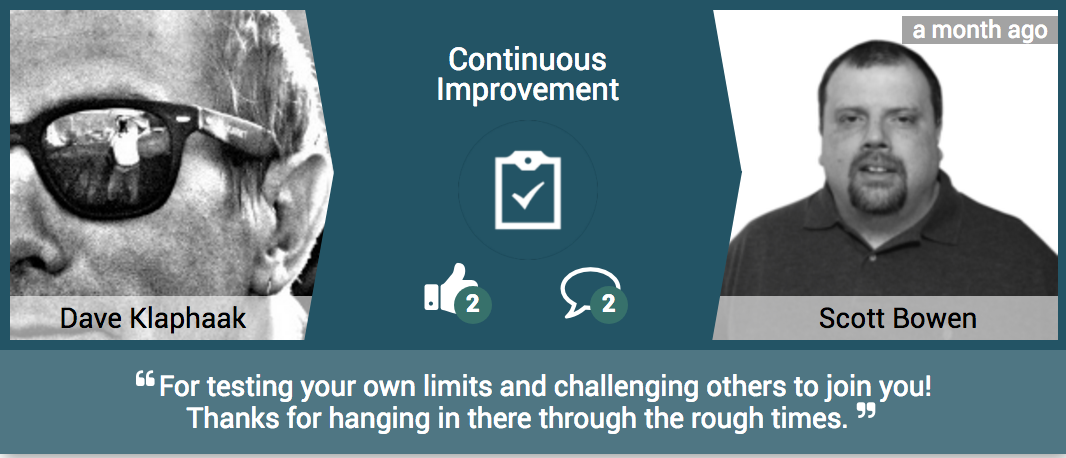 a month ago
Continuous
Improvement
2
2
Dave Klaphaak
Scott Bowen
“For testing your own limits and challenging others to join you!
Thanks for hanging in there through the rough times. ”